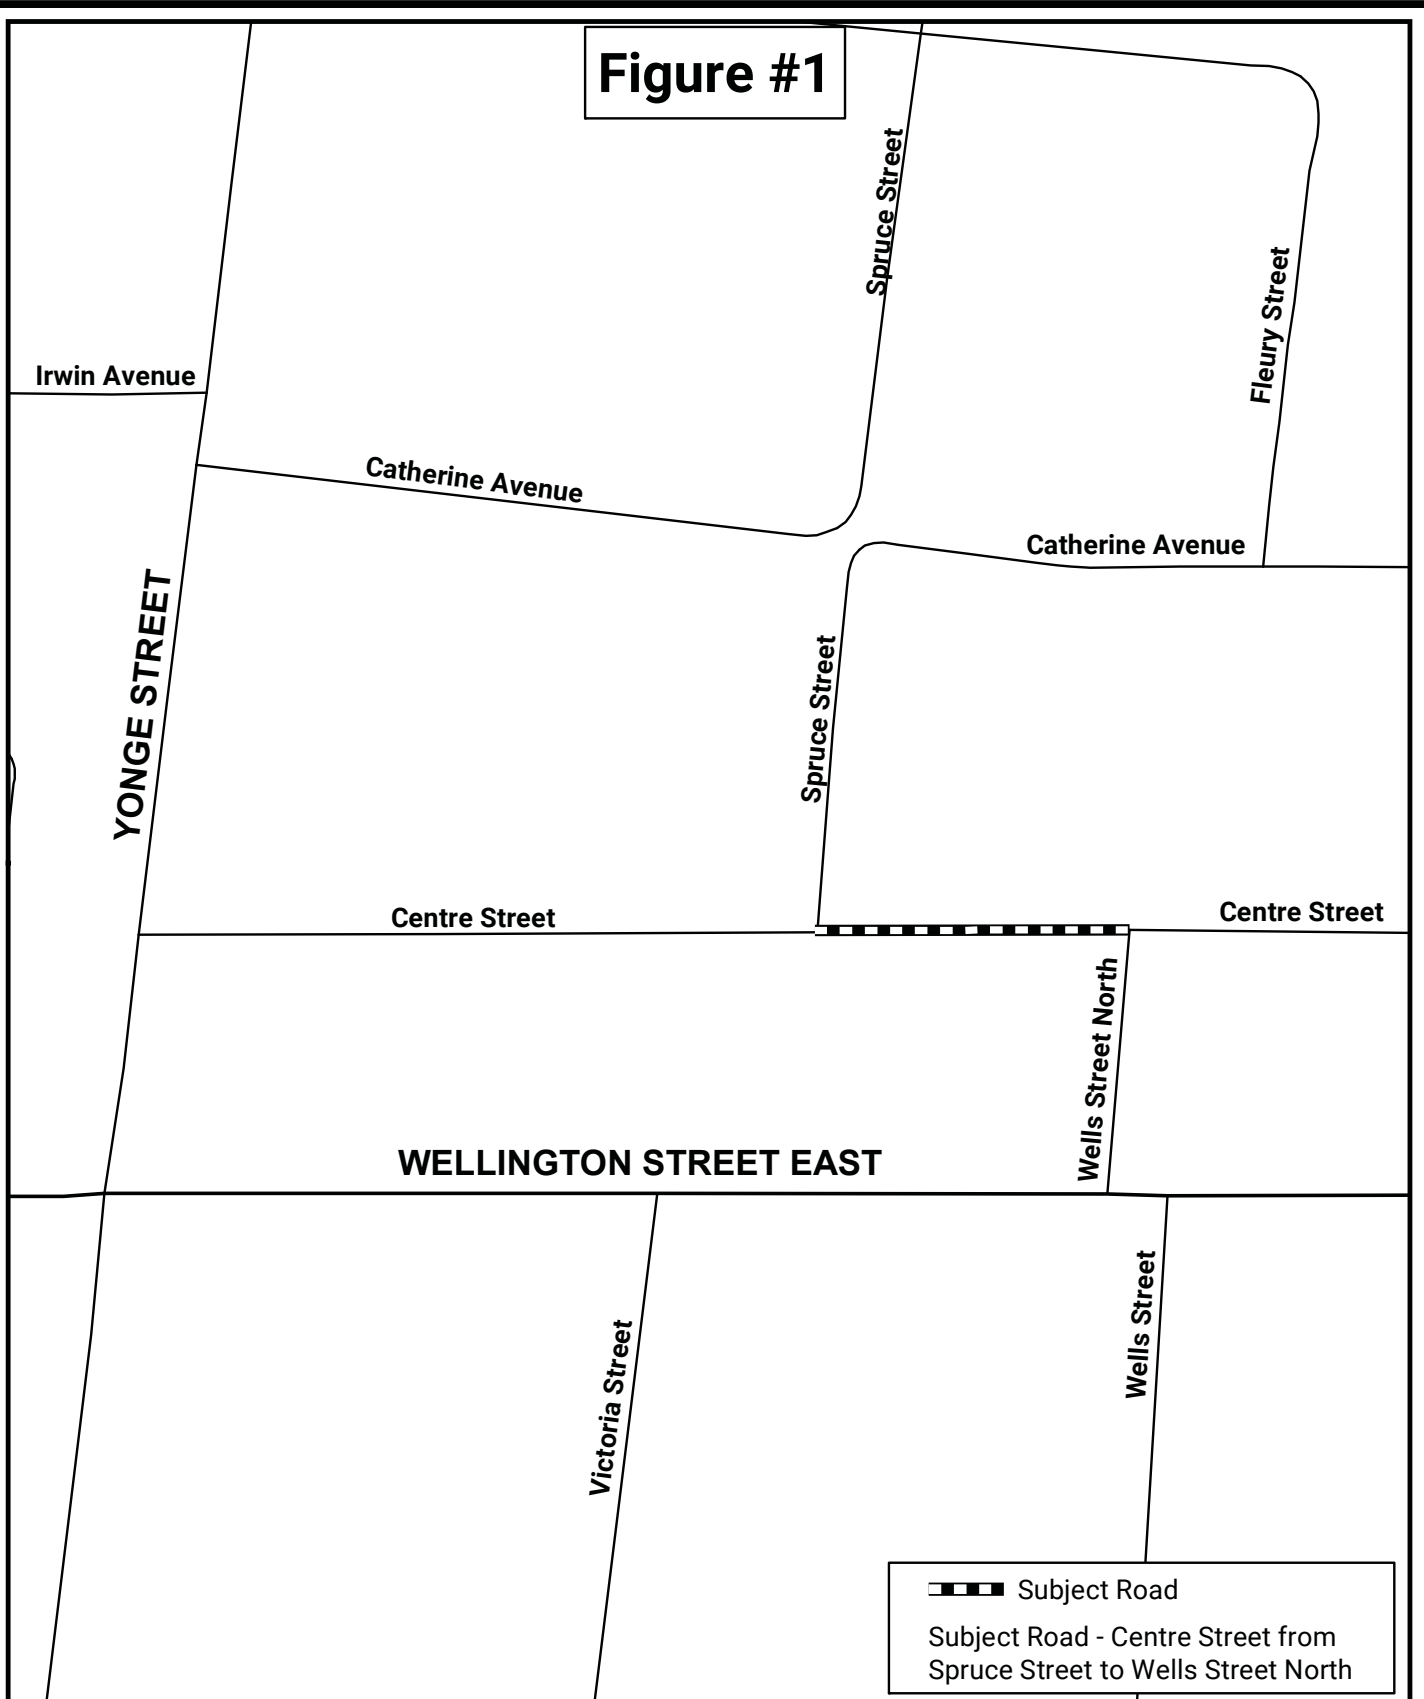 Figure #1
Spruce Street
Fleury Street
Irwin Avenue
Catherine Avenue
Catherine Avenue
YONGE STREET
Spruce Street
Centre Street
Centre Street
Wells Street North
WELLINGTON STREET EAST
Wells Street
Victoria Street
Subject Road
Subject Road - Centre Street from
Spruce Street to Wells Street North